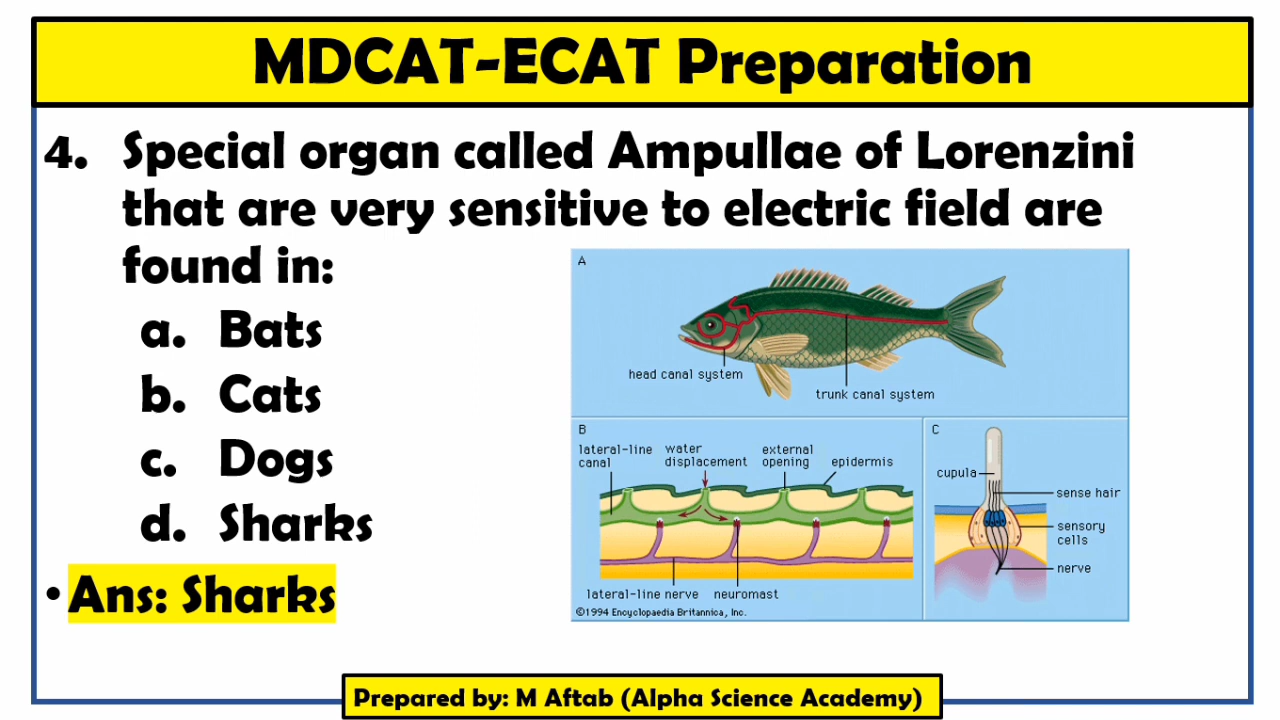 MDCAT-ECAT Preparation
4. Special organ called Ampullae of Lorenzini
that are very sensitive to electric field are
found in:
a. Bats
b. Cats
c. Dogs
d. Sharks
• Ans: Sharks
A
head canal system
trunk canal system
B
lateral-line
canal
water
displacement
external
opening
epidermis
lateral-line nerve
neuromast
©1994 Encyclopaedia Britannica, Inc.
C
cupula
sense hair
sensory
cells
nerve
Prepared by: M Aftab (Alpha Science Academy)